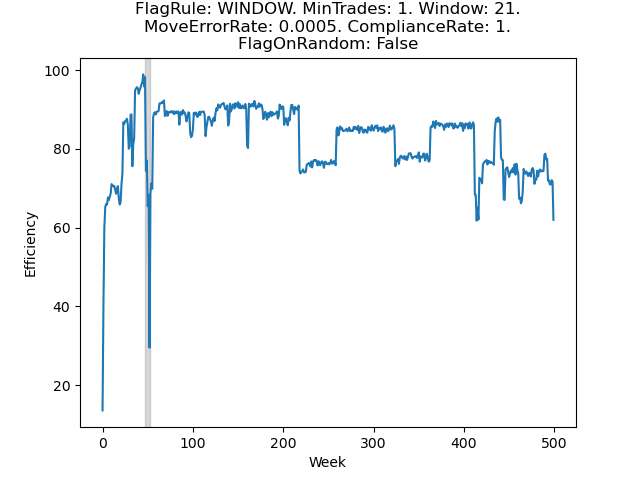 FlagRule: WINDOW. MinTrades: 1. Window: 21.
MoveErrorRate: 0.0005. ComplianceRate: 1.
FlagOnRandom: False
100
80
60
40
20
Efficiency
0
100
200
300
400
500
Week